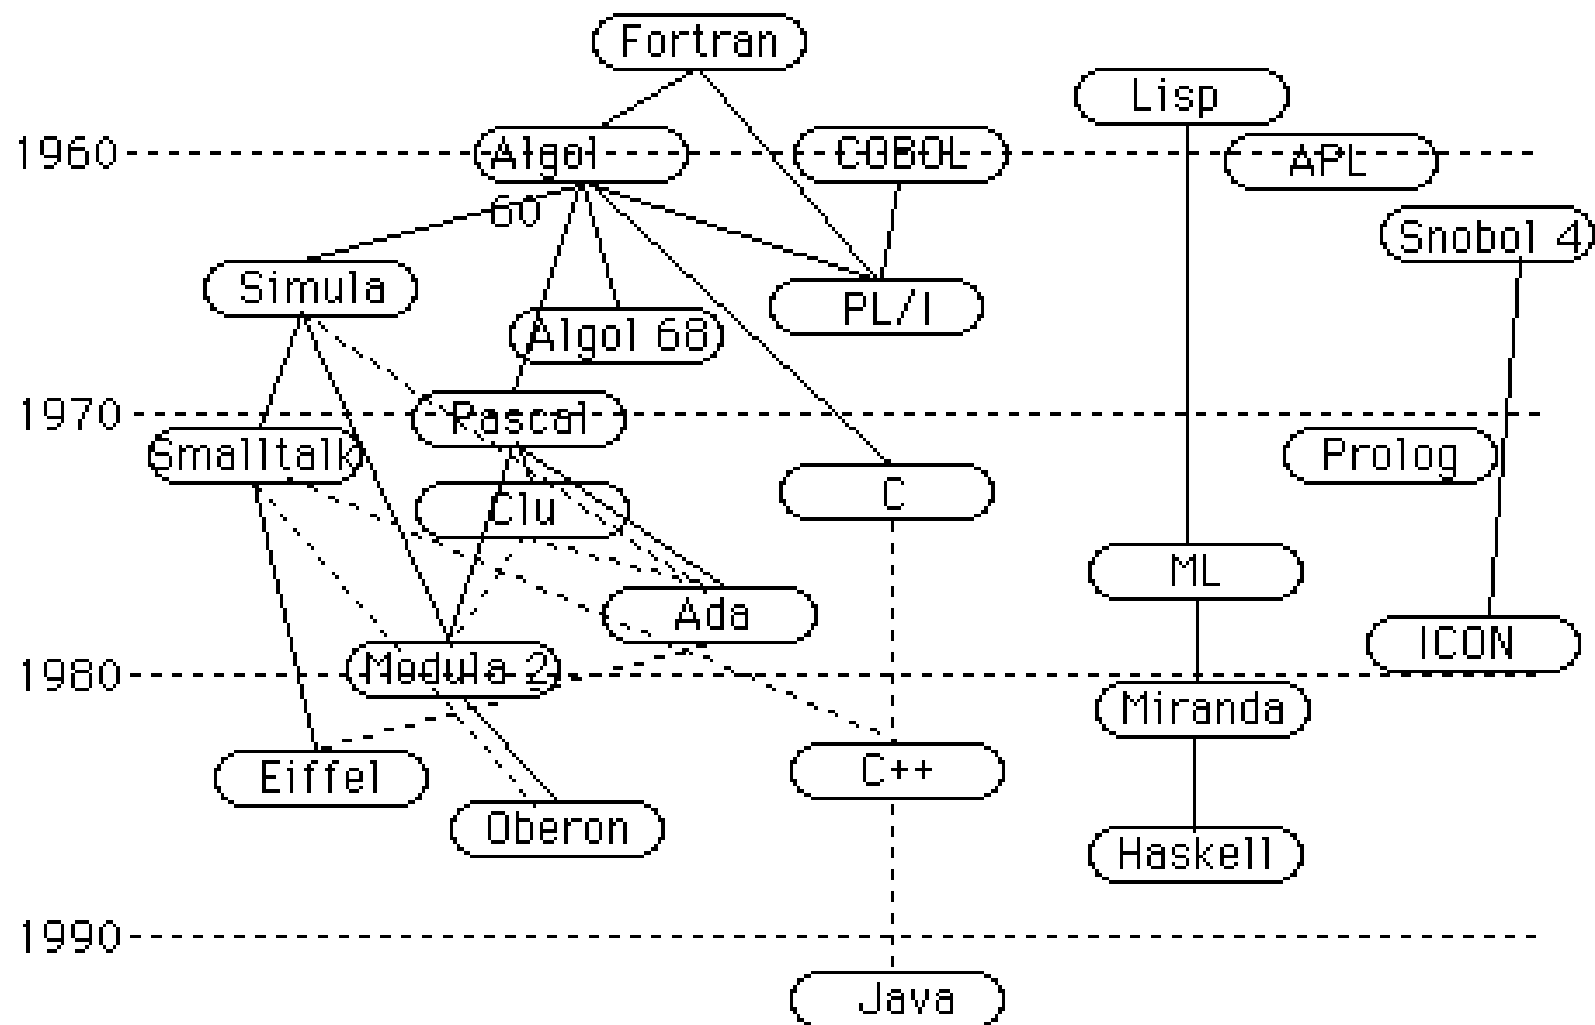 Fortran
Lisp
1960
Algol
60
COBOL
APL
Snobol 4
Simula
PL/I
Algol 68
1970
Pascal
Smalltalk
Prolog
C
Clu
ML
Ada
ICON
1980
Modula 2
Miranda
Eiffel
C++
Oberon
Haskell
1990
Java